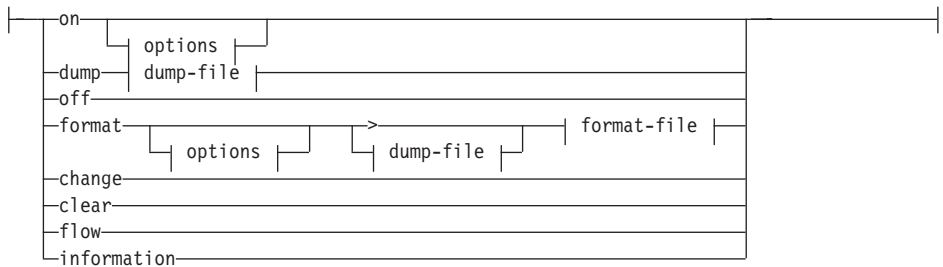 on
options
dump dump-file
off
format > format-file
options dump-file
change
clear
flow
information